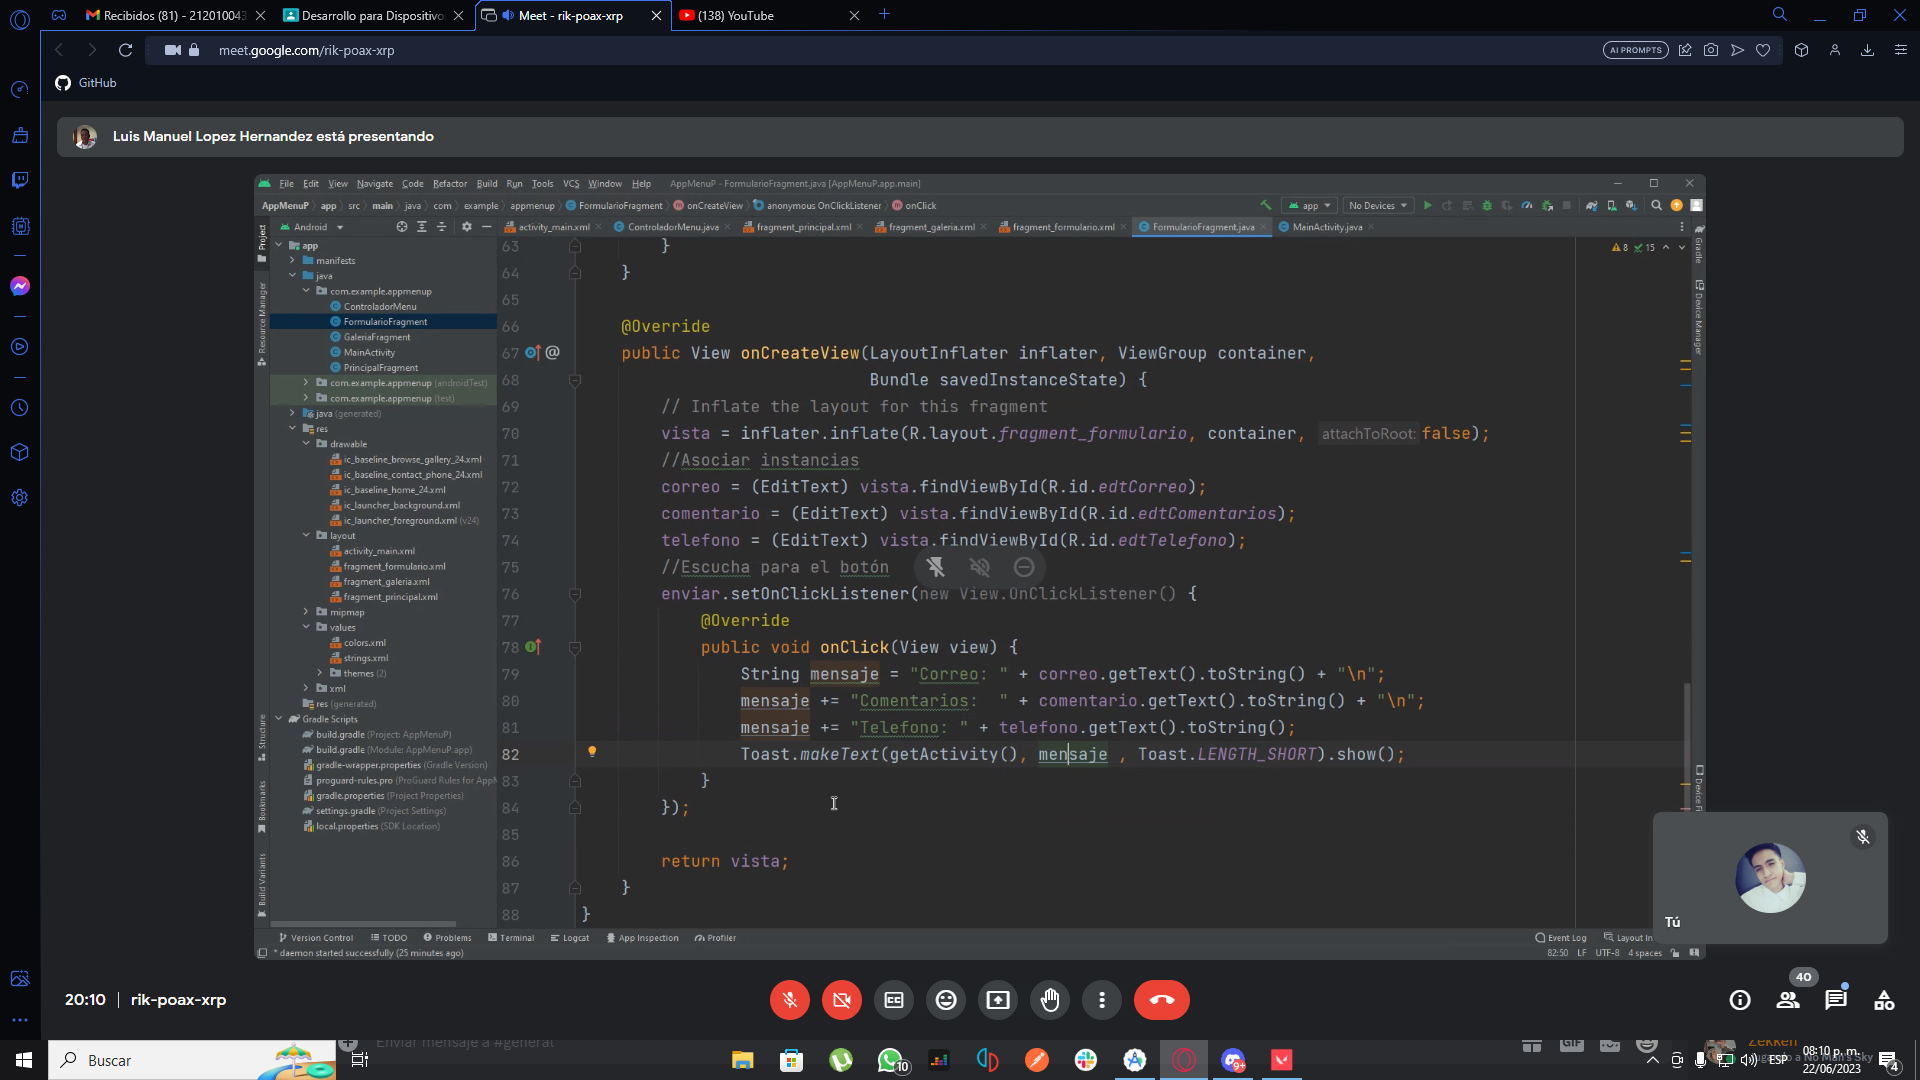 Recibidos (81) - 212010043
Desarrollo para Dispositivo
Meet - rik-poax-xrp
(138) YouTube
meet.google.com/rik-poax-xrp
AI PROMPTS
GitHub
Luis Manuel Lopez Hernandez está presentando
File Edit View Navigate Code Refactor Build Run Tools VCS Window Help AppMenuP - FormularioFragment.java [AppMenuP.app.main]
AppMenuP app src main java com example appmenup FormularioFragment onCreateView anonymous OnClickListener onClick
app No Devices
Android
activity_main.xml ControladorMenu.java fragment_principal.xml fragment_galeria.xml fragment_formulario.xml FormularioFragment.java MainActivity.java
Project
Resource Manager
Structure
Bookmarks
Build Variants
Gradle
Device Manager
app
manifests
java
com.example.appmenup
ControladorMenu
FormularioFragment
GaleriaFragment
MainActivity
PrincipalFragment
com.example.appmenup (androidTest)
com.example.appmenup (test)
java (generated)
res
drawable
ic_baseline_browse_gallery_24.xml
ic_baseline_contact_phone_24.xml
ic_baseline_home_24.xml
ic_launcher_background.xml
ic_launcher_foreground.xml (v24)
layout
activity_main.xml
fragment_formulario.xml
fragment_galeria.xml
fragment_principal.xml
mipmap
values
colors.xml
strings.xml
themes (2)
xml
res (generated)
Gradle Scripts
build.gradle (Project: AppMenuP)
build.gradle (Module: AppMenuP.app)
gradle-wrapper.properties (Gradle Version)
proguard-rules.pro (ProGuard Rules for AppM
gradle.properties (Project Properties)
settings.gradle (Project Settings)
local.properties (SDK Location)
8 15
63 }
64 }
65
66 @Override
67 public View onCreateView(LayoutInflater inflater, ViewGroup container,
68 Bundle savedInstanceState) {
69 // Inflate the layout for this fragment
70 vista = inflater.inflate(R.layout.fragment_formulario, container, attachToRoot: false);
71 //Asociar instancias
72 correo = (EditText) vista.findViewById(R.id.edtCorreo);
73 comentario = (EditText) vista.findViewById(R.id.edtComentarios);
74 telefono = (EditText) vista.findViewById(R.id.edtTelefono);
75 //Escucha para el botón
76 enviar.setOnClickListener(new View.OnClickListener() {
77 @Override
78 public void onClick(View view) {
79 String mensaje = "Correo: " + correo.getText().toString() + "\n";
80 mensaje += "Comentarios:  " + comentario.getText().toString() + "\n";
81 mensaje += "Telefono: " + telefono.getText().toString();
82 Toast.makeText(getActivity(), mensaje , Toast.LENGTH_SHORT).show();
83 }
84 });
85
86 return vista;
87 }
88 }
Version Control TODO Problems Terminal Logcat App Inspection Profiler Event Log Layout In
* daemon started successfully (25 minutes ago) 82:50 LF UTF-8 4 spaces
Tú
20:10 | rik-poax-xrp
40
Enviar mensaje a #general
GIF
Zekken
Buscar
10
9+
ESP
08:10 p. m.
22/06/2023
4